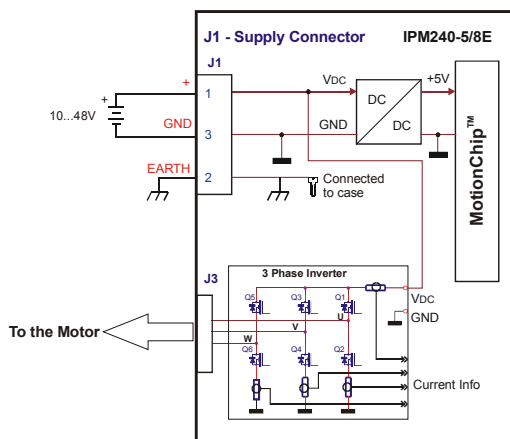 J1 - Supply Connector IPM240-5/8E
J1
+
1
VDC
+5V
DC
DC
10...48V
+
GND
3
GND
EARTH
2
Connected
to case
MotionChip™
J3
3 Phase Inverter
Q5
Q3
Q1
VDC
GND
U
V
W
To the Motor
Q6
Q4
Q2
Current Info